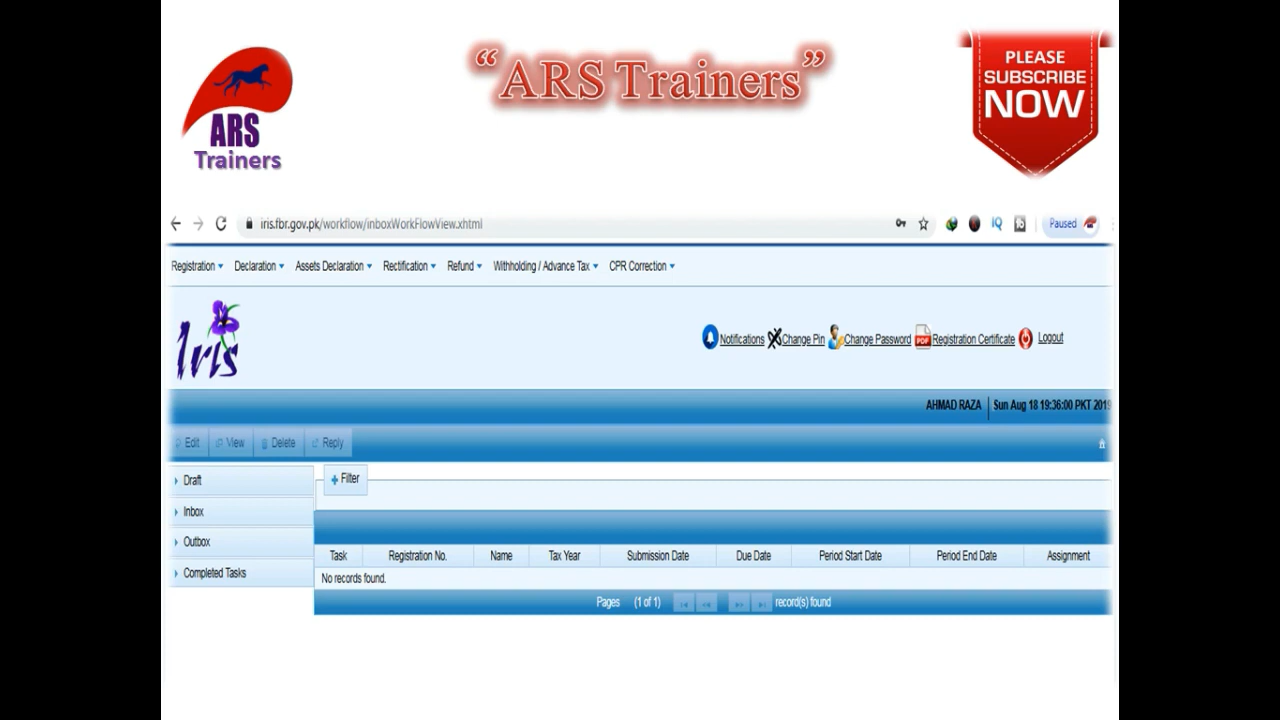 “ARS Trainers”
ARS
Trainers
PLEASE
SUBSCRIBE
NOW
iris.fbr.gov.pk/workflow/inboxWorkFlowView.xhtml
IQ
Paused
Registration Declaration Assets Declaration Rectification Refund Withholding / Advance Tax CPR Correction
Iris
Notifications Change Pin Change Password PDF Registration Certificate Logout
AHMAD RAZA Sun Aug 18 19:36:00 PKT 2019
Edit View Delete Reply
Draft
Inbox
Outbox
Completed Tasks
+ Filter
Task Registration No. Name Tax Year Submission Date Due Date Period Start Date Period End Date Assignment
No records found.
Pages (1 of 1) record(s) found